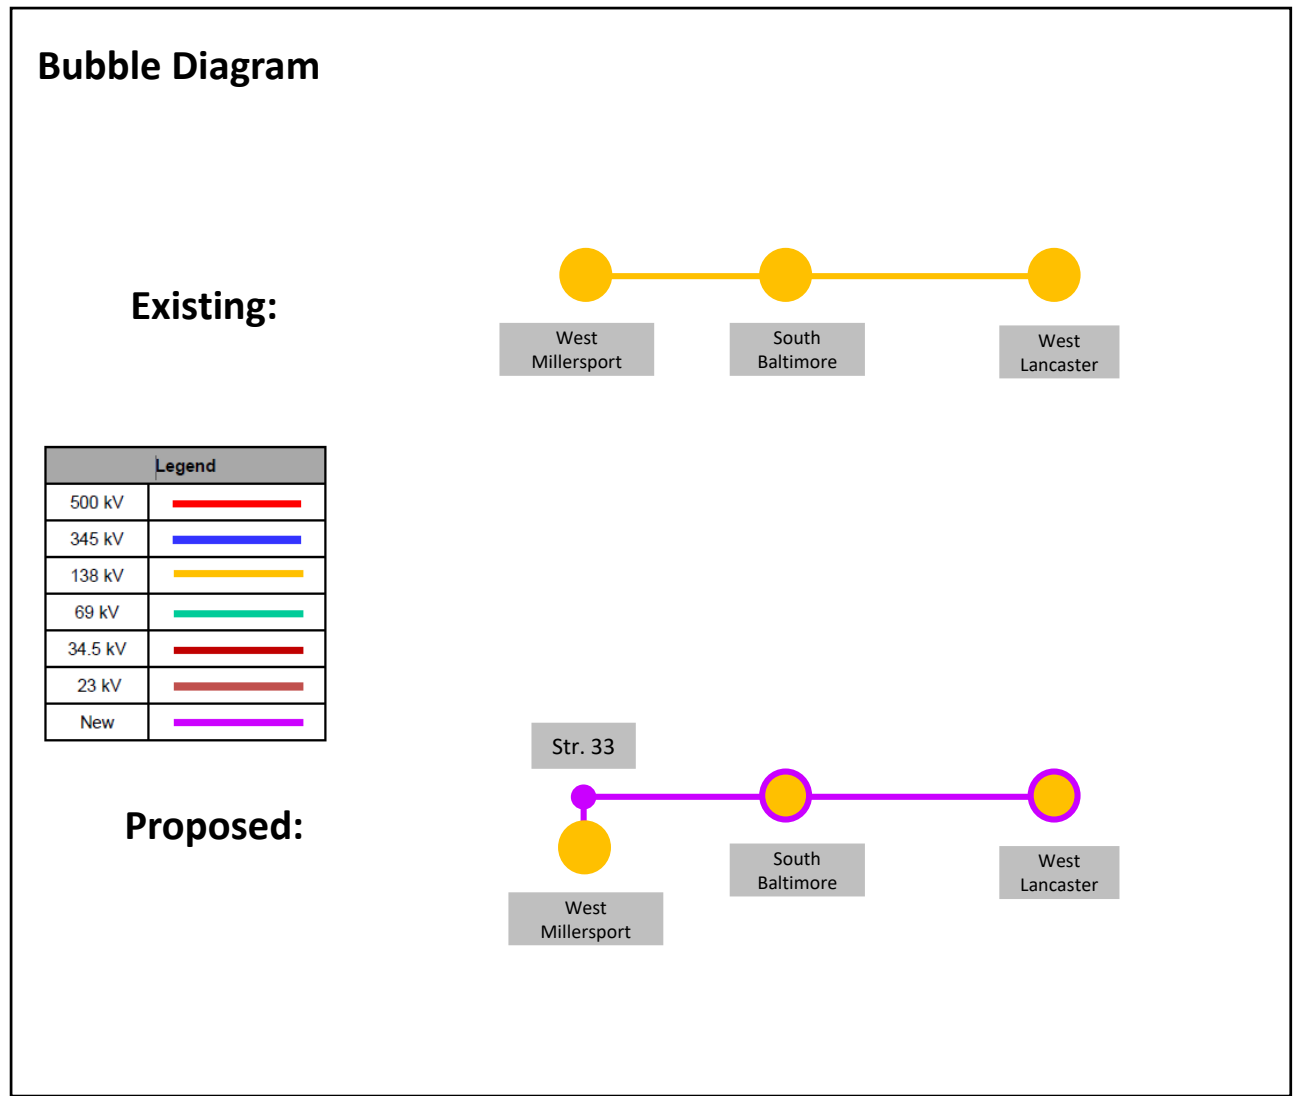 Bubble Diagram
Existing:
West
Millersport
South
Baltimore
West
Lancaster
Legend
500 kV
345 kV
138 kV
69 kV
34.5 kV
23 kV
New
Str. 33
Proposed:
South
Baltimore
West
Lancaster
West
Millersport